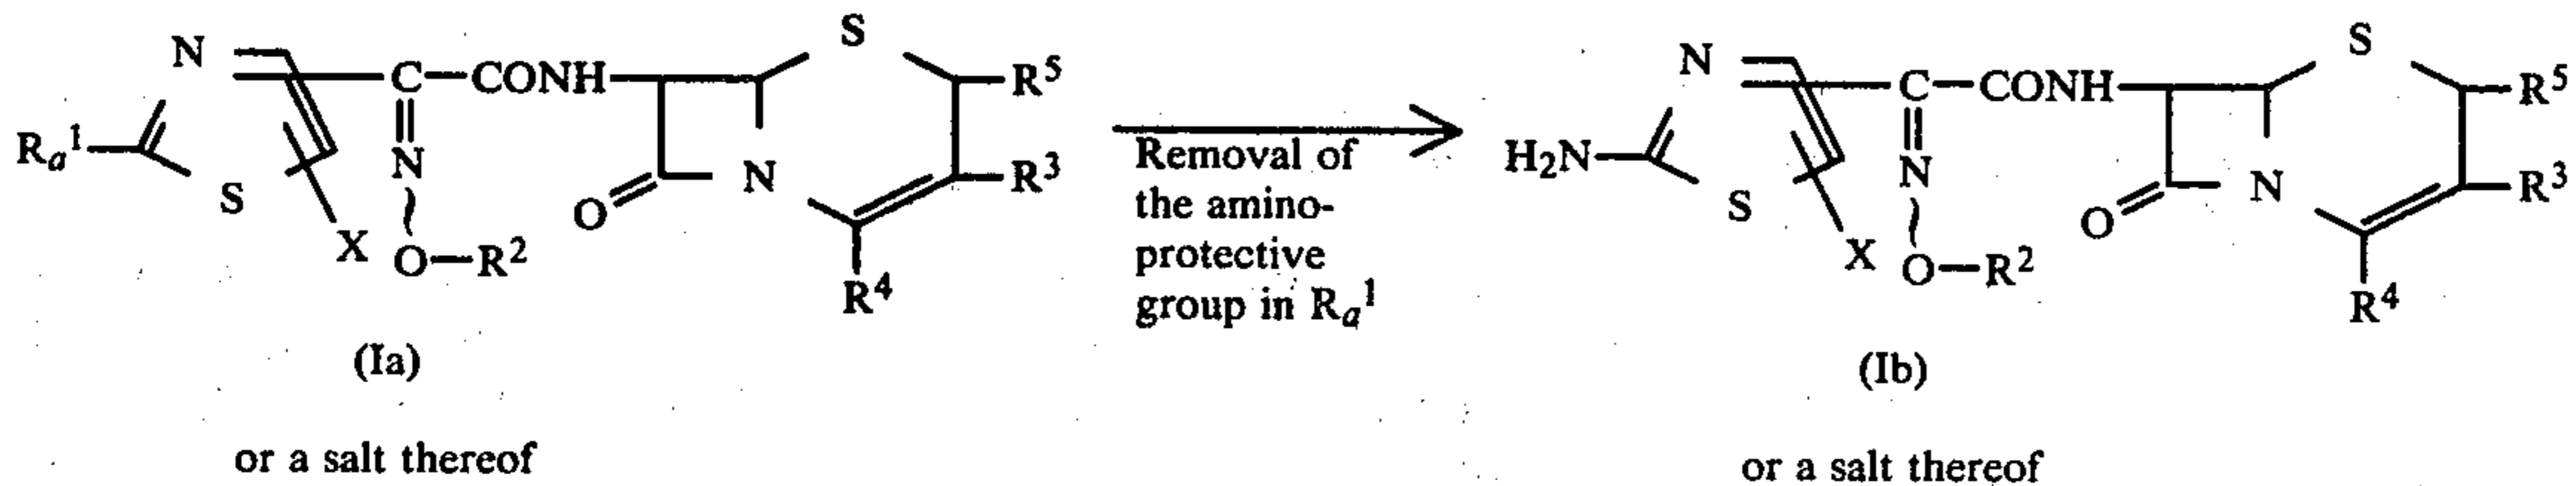 N C—CONH S R⁵
Rₐ¹ S N O N R³
X O—R² R⁴
(Ia)
or a salt thereof
Removal of
the amino-
protective
group in Rₐ¹
N C—CONH S R⁵
H₂N S N O N R³
X O—R² R⁴
(Ib)
or a salt thereof